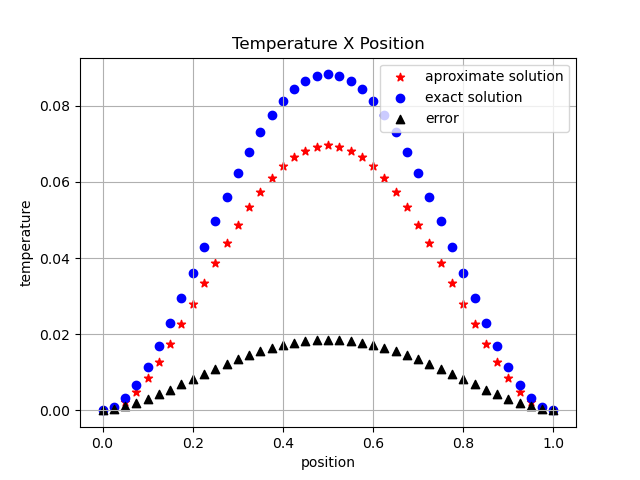 Temperature X Position
aproximate solution
exact solution
error
0.08
0.06
0.04
0.02
0.00
temperature
0.0 0.2 0.4 0.6 0.8 1.0
position